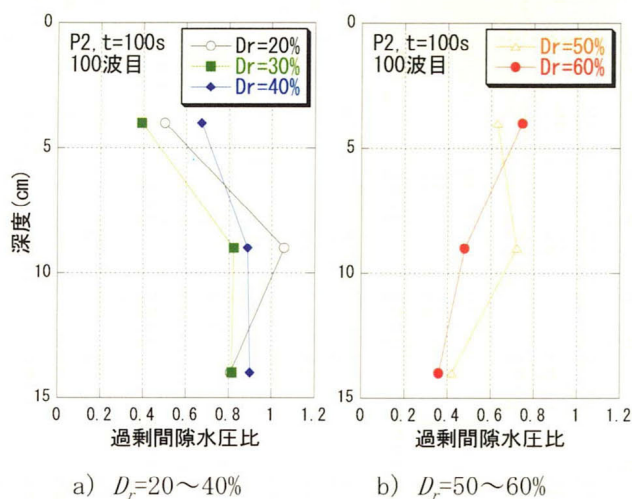 P2, t=100s
100波目
Dr=20%
Dr=30%
Dr=40%
0
5
10
15
深度(cm)
0 0.2 0.4 0.6 0.8 1 1.2
過剰間隙水圧比
a) Dr=20～40%
P2, t=100s
100波目
Dr=50%
Dr=60%
0
5
10
15
0 0.2 0.4 0.6 0.8 1 1.2
過剰間隙水圧比
b) Dr=50～60%